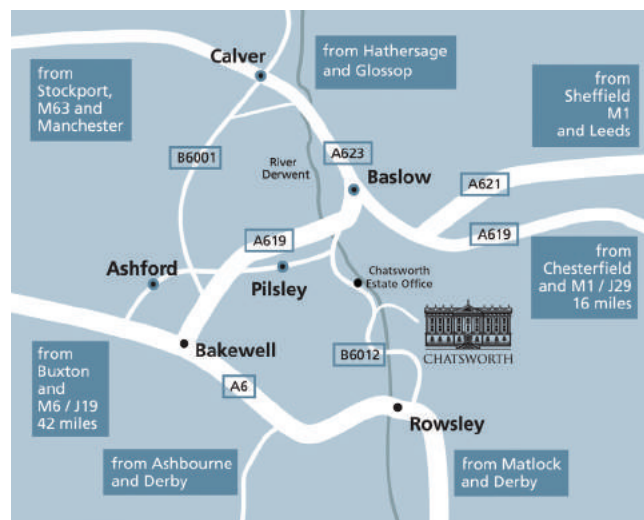 Calver
from Hathersage
and Glossop
from
Stockport,
M63 and
Manchester
from
Sheffield
M1
and Leeds
B6001
A623
River
Derwent
Baslow
A621
A619
A619
Ashford
Pilsley
Chatsworth
Estate Office
from
Chesterfield
and M1 / J29
16 miles
CHATSWORTH
Bakewell
B6012
from
Buxton
and
M6 / J19
42 miles
A6
Rowsley
from Ashbourne
and Derby
from Matlock
and Derby